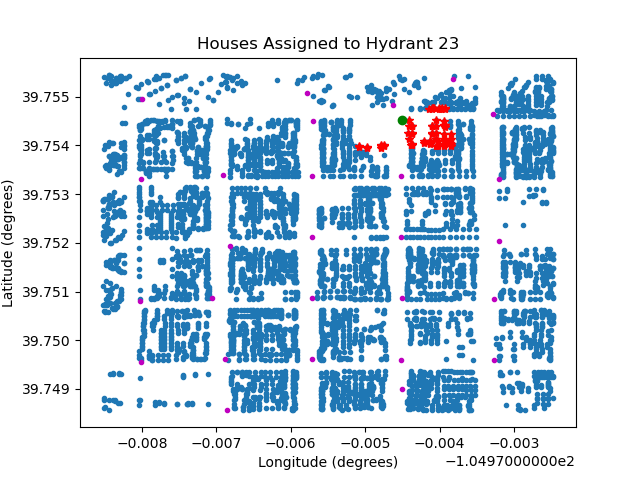 Houses Assigned to Hydrant 23
39.755
39.754
39.753
39.752
39.751
39.750
39.749
Latitude (degrees)
−0.008 −0.007 −0.006 −0.005 −0.004 −0.003
Longitude (degrees)
−1.04970000000e2